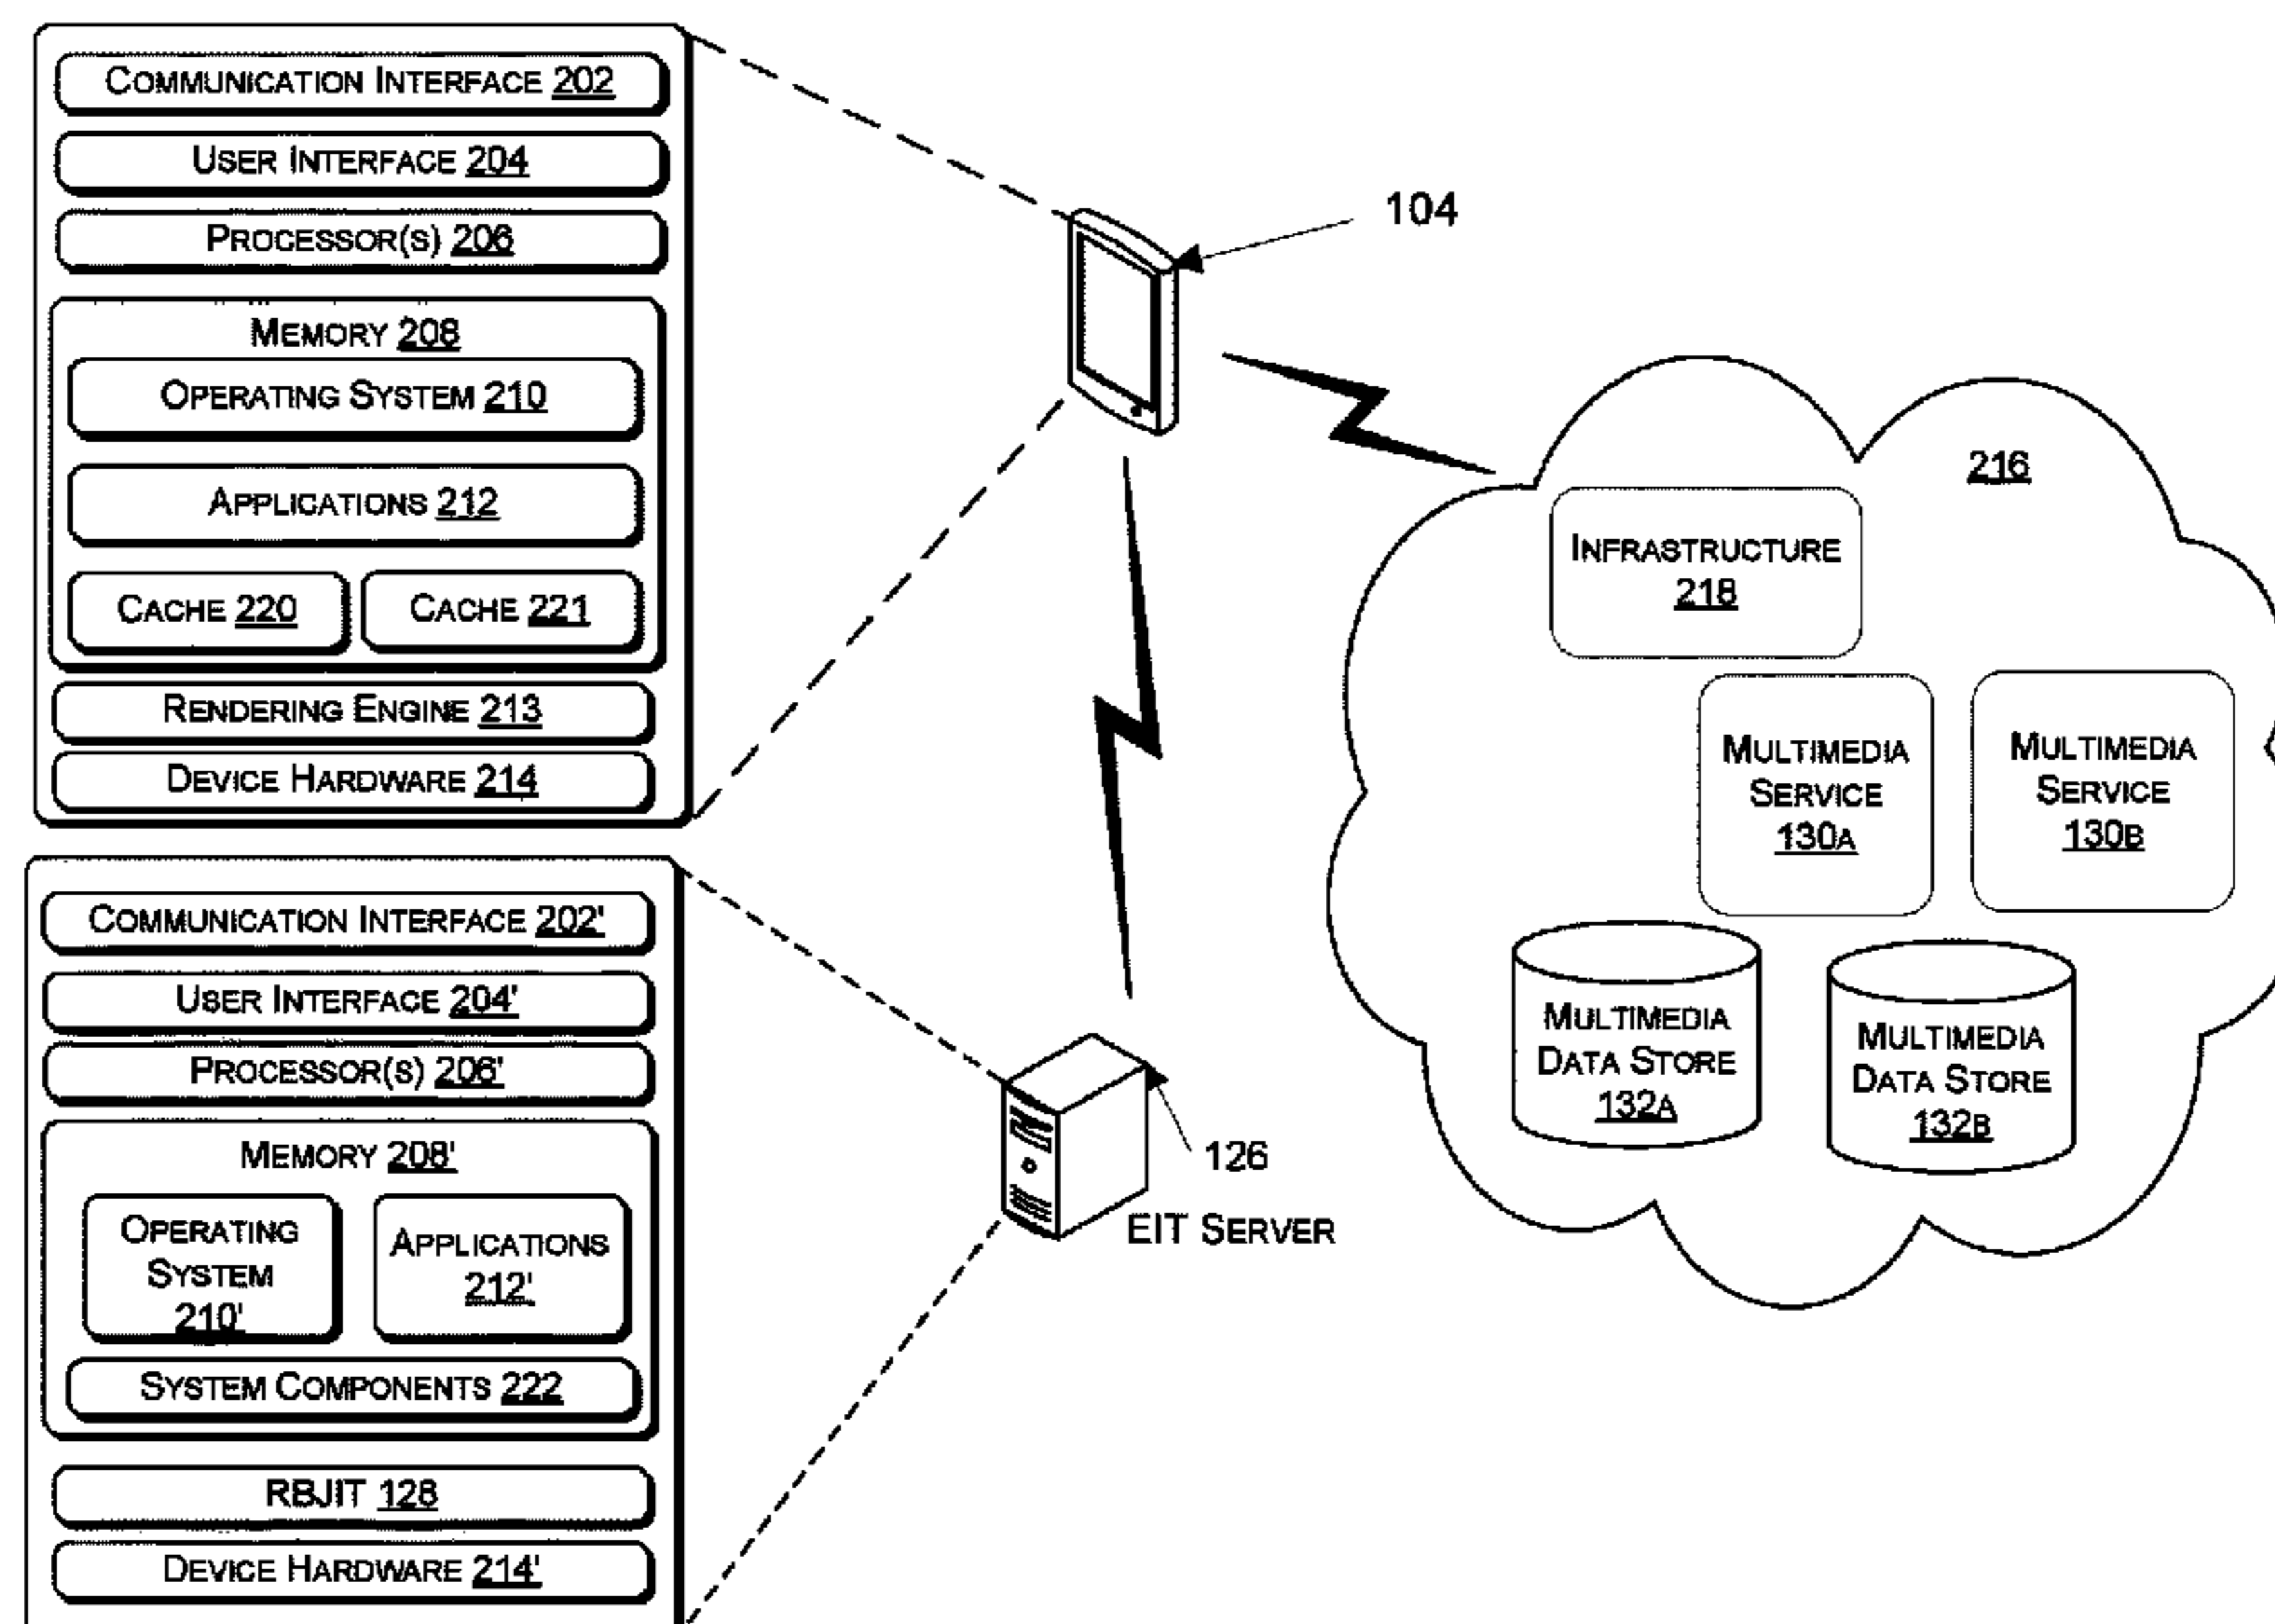 COMMUNICATION INTERFACE 202
USER INTERFACE 204
PROCESSOR(S) 206
MEMORY 208
OPERATING SYSTEM 210
APPLICATIONS 212
CACHE 220
CACHE 221
RENDERING ENGINE 213
DEVICE HARDWARE 214
104
216
INFRASTRUCTURE
218
MULTIMEDIA
SERVICE
130A
MULTIMEDIA
SERVICE
130B
MULTIMEDIA
DATA STORE
132A
MULTIMEDIA
DATA STORE
132B
COMMUNICATION INTERFACE 202'
USER INTERFACE 204'
PROCESSOR(S) 206'
MEMORY 208'
OPERATING
SYSTEM
210'
APPLICATIONS
212'
SYSTEM COMPONENTS 222
RBJIT 128
DEVICE HARDWARE 214'
126
EIT SERVER